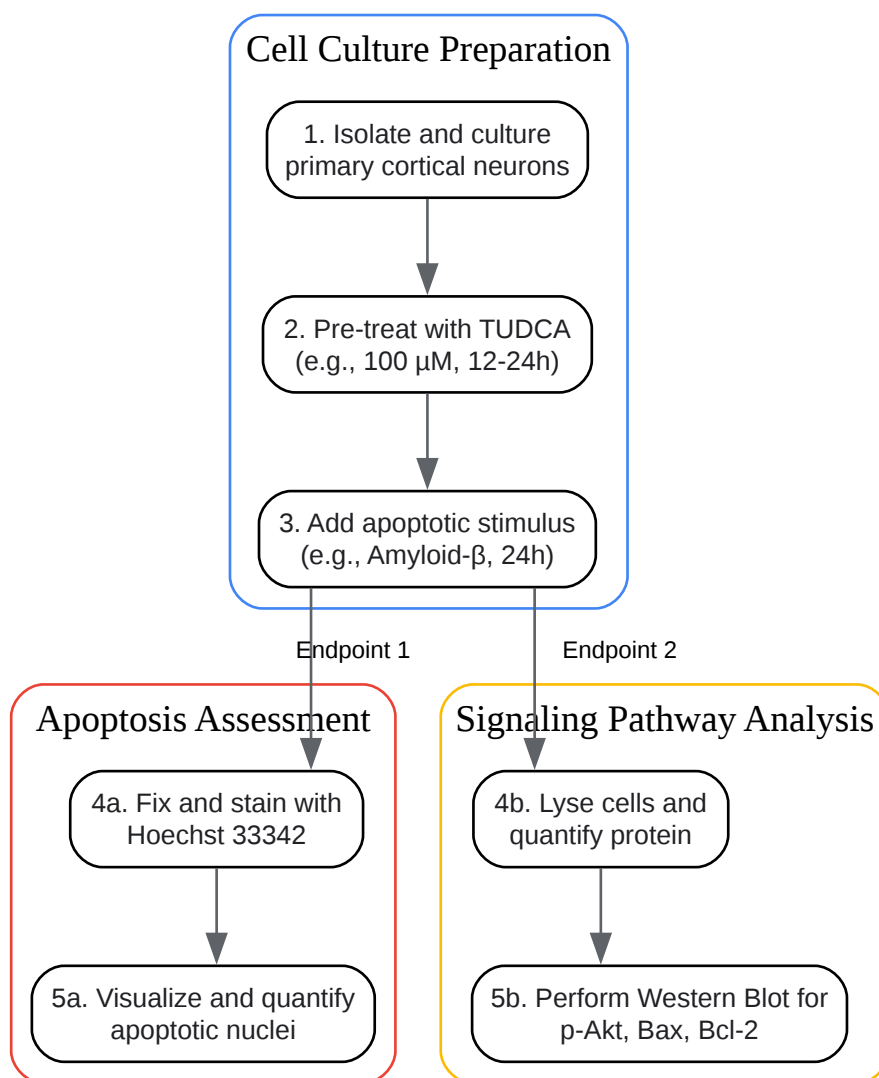 Cell Culture Preparation
1. Isolate and culture
primary cortical neurons
2. Pre-treat with TUDCA
(e.g., 100 µM, 12-24h)
3. Add apoptotic stimulus
(e.g., Amyloid-β, 24h)
Endpoint 1
Endpoint 2
Apoptosis Assessment
4a. Fix and stain with
Hoechst 33342
5a. Visualize and quantify
apoptotic nuclei
Signaling Pathway Analysis
4b. Lyse cells and
quantify protein
5b. Perform Western Blot for
p-Akt, Bax, Bcl-2